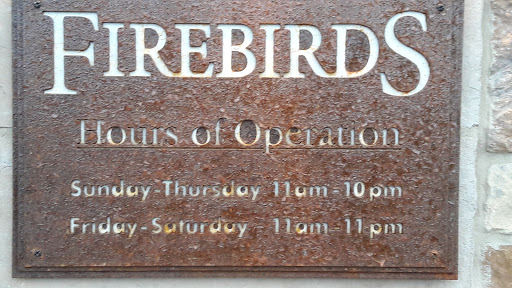 FIREBIRDS
Hours of Operation
Sunday-Thursday 11am-10pm
Friday-Saturday - 11am-11pm